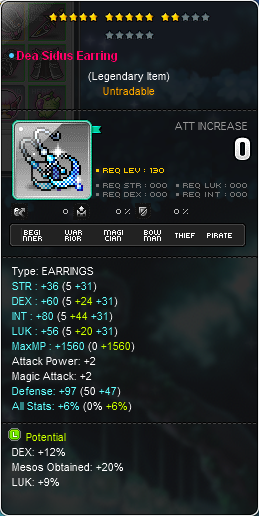 Dea Sidus Earring
(Legendary Item)
Untradable
ATT INCREASE
0
REQ LEV : 130
REQ STR : 000 REQ LUK : 000
REQ DEX : 000 REQ INT : 000
0 0 % 0 %
BEGINNER WARRIOR MAGICIAN BOWMAN THIEF PIRATE
Type: EARRINGS
STR : +36 (5 +31)
DEX : +60 (5 +24 +31)
INT : +80 (5 +44 +31)
LUK : +56 (5 +20 +31)
MaxMP : +1560 (0 +1560)
Attack Power: +2
Magic Attack: +2
Defense: +97 (50 +47)
All Stats: +6% (0% +6%)
L Potential
DEX: +12%
Mesos Obtained: +20%
LUK: +9%